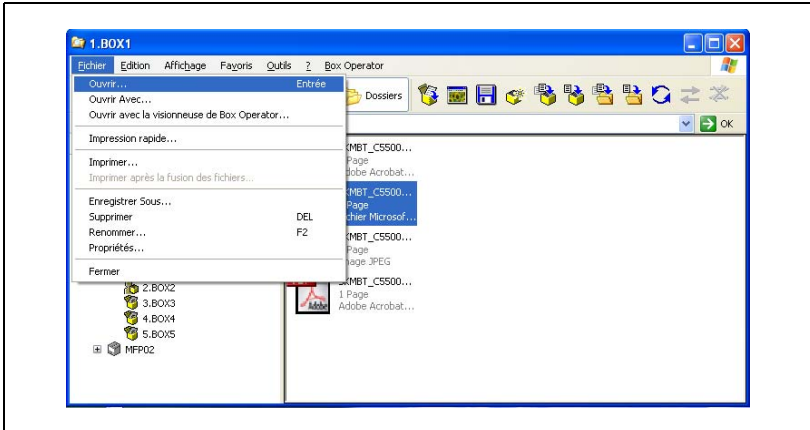 1.BOX1
Fichier Edition Affichage Favoris Outils ? Box Operator
Ouvrir... Entrée
Ouvrir Avec...
Ouvrir avec la visionneuse de Box Operator...
Impression rapide...
Imprimer...
Imprimer après la fusion des fichiers...
Enregistrer Sous...
Supprimer DEL
Renommer... F2
Propriétés...
Fermer
Dossiers
OK
KMBT_C5500...
Page
dobe Acrobat...
KMBT_C5500...
Page
chier Microsof...
KMBT_C5500...
Page
mage JPEG
KMBT_C5500...
1 Page
Adobe Acrobat...
Adobe
2.BOX2
3.BOX3
4.BOX4
5.BOX5
MFP02